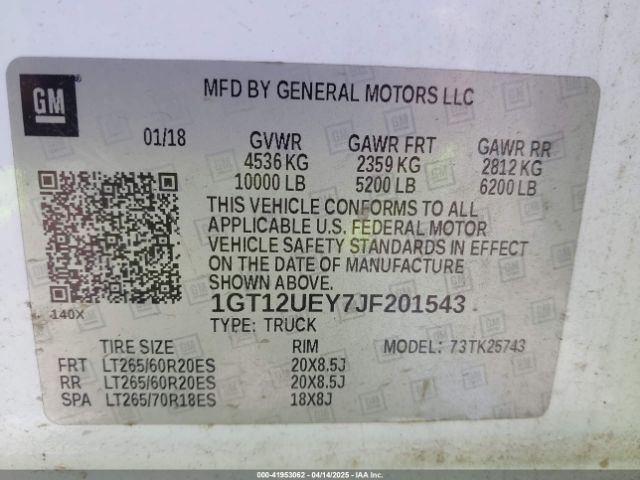 GM
MFD BY GENERAL MOTORS LLC
01/18 GVWR GAWR FRT GAWR RR
4536 KG 2359 KG 2812 KG
10000 LB 5200 LB 6200 LB
THIS VEHICLE CONFORMS TO ALL
APPLICABLE U.S. FEDERAL MOTOR
VEHICLE SAFETY STANDARDS IN EFFECT
ON THE DATE OF MANUFACTURE
SHOWN ABOVE.
1GT12UEY7JF201543
140X
TYPE: TRUCK
TIRE SIZE RIM MODEL: 73TK25743
FRT LT265/60R20ES 20X8.5J
RR LT265/60R20ES 20X8.5J
SPA LT265/70R18ES 18X8J
000-41953062 - 04/14/2025 - IAA, Inc.